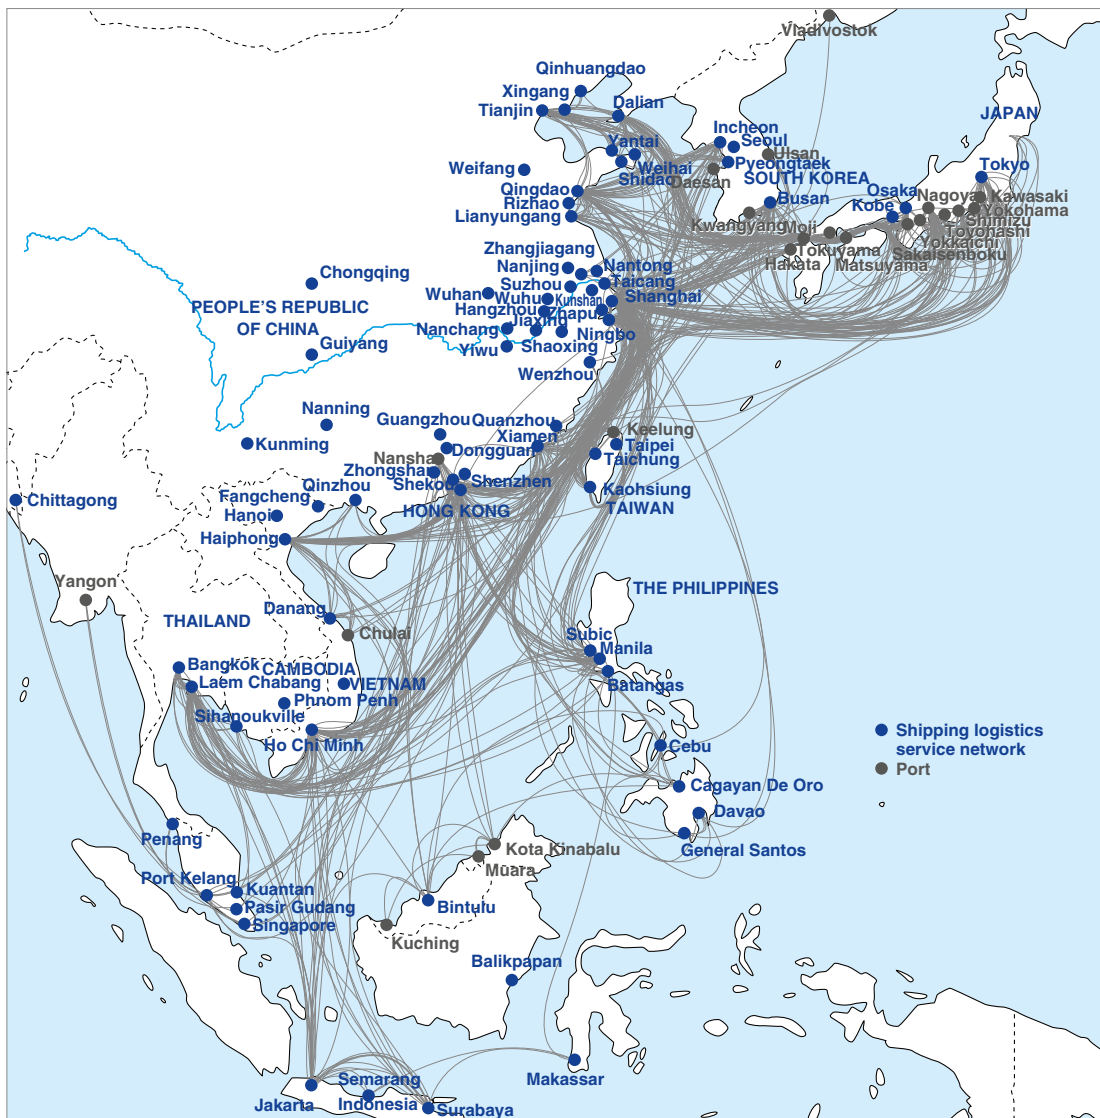 Vladivostok
Qinhuangdao
Xingang
Tianjin
Dalian
JAPAN
Incheon
Seoul
Yantai
Ulsan
Weihai
Pyeongtaek
Weifang
Shidao
Daesan
SOUTH KOREA
Tokyo
Qingdao
Osaka
Nagoya
Kawasaki
Rizhao
Busan
Kobe
Yokohama
Lianyungang
Shimizu
Kwangyang
Moji
Toyohashi
Yokkaichi
Zhangjiagang
Tokuyama
Sakaisenboku
Hakata
Matsuyama
Nanjing
Nantong
Chongqing
Suzhou
Taicang
Wuhan
Wuhu
Kunshan
Shanghai
PEOPLE'S REPUBLIC
OF CHINA
Hangzhou
Zhapu
Jiaxing
Nanchang
Ningbo
Guiyang
Yiwu
Shaoxing
Wenzhou
Nanning
Guangzhou
Quanzhou
Keelung
Xiamen
Kunming
Dongguan
Taipei
Nansha
Taichung
Zhongshan
Shenzhen
Qinzhou
Shekou
Chittagong
Fangcheng
Kaohsiung
Hanoi
HONG KONG
TAIWAN
Haiphong
Yangon
THE PHILIPPINES
Danang
THAILAND
Chulai
Subic
Manila
Bangkok
CAMBODIA
Laem Chabang
VIETNAM
Batangas
Phnom Penh
Sihanoukville
Ho Chi Minh
Shipping logistics
service network
Cebu
Port
Cagayan De Oro
Davao
Penang
Kota Kinabalu
General Santos
Muara
Port Kelang
Kuantan
Bintulu
Pasir Gudang
Singapore
Kuching
Balikpapan
Semarang
Makassar
Jakarta
Indonesia
Surabaya